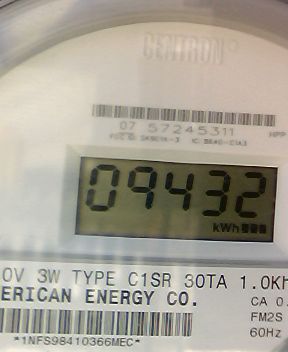 CENTRON®
07 57245311
09432
kWh
0V 3W TYPE C1SR 30TA 1.0Kh
ERICAN ENERGY CO.
CA 0.
FM2S
60Hz
*1NFS98410366MEC*